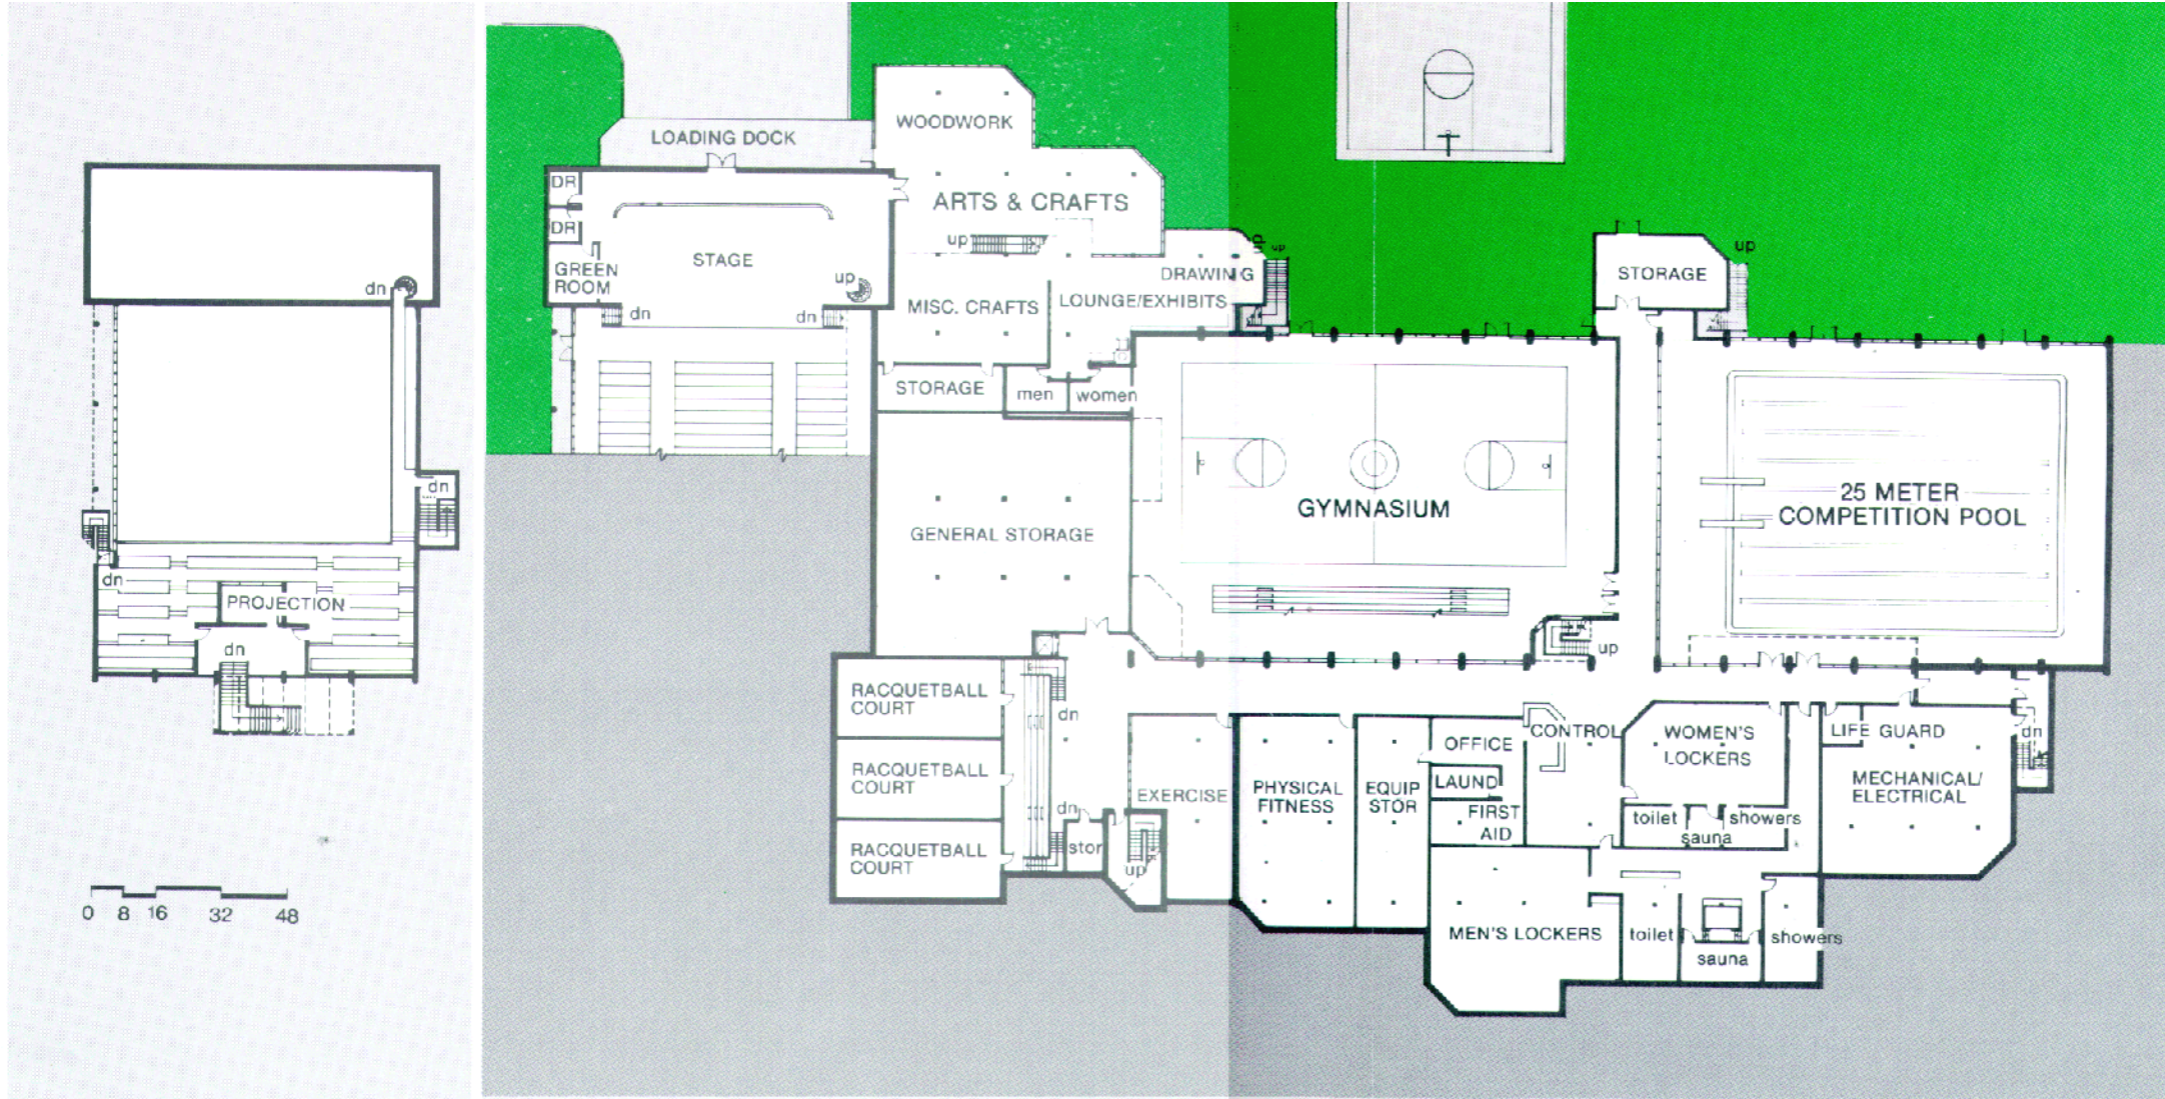 dn
dn
dn
PROJECTION
dn
0 8 16 32 48
LOADING DOCK
WOODWORK
DR
DR
GREEN
ROOM
STAGE
up
dn
dn
ARTS & CRAFTS
up
DRAWING
LOUNGE/EXHIBITS
MISC. CRAFTS
dn
up
STORAGE
men
women
GENERAL STORAGE
GYMNASIUM
up
STORAGE
up
25 METER
COMPETITION POOL
RACQUETBALL
COURT
RACQUETBALL
COURT
RACQUETBALL
COURT
dn
dn
stor
up
EXERCISE
PHYSICAL
FITNESS
EQUIP
STOR
OFFICE
LAUND
FIRST
AID
CONTROL
WOMEN'S
LOCKERS
toilet
showers
sauna
LIFE GUARD
dn
MECHANICAL/
ELECTRICAL
MEN'S LOCKERS
toilet
sauna
showers